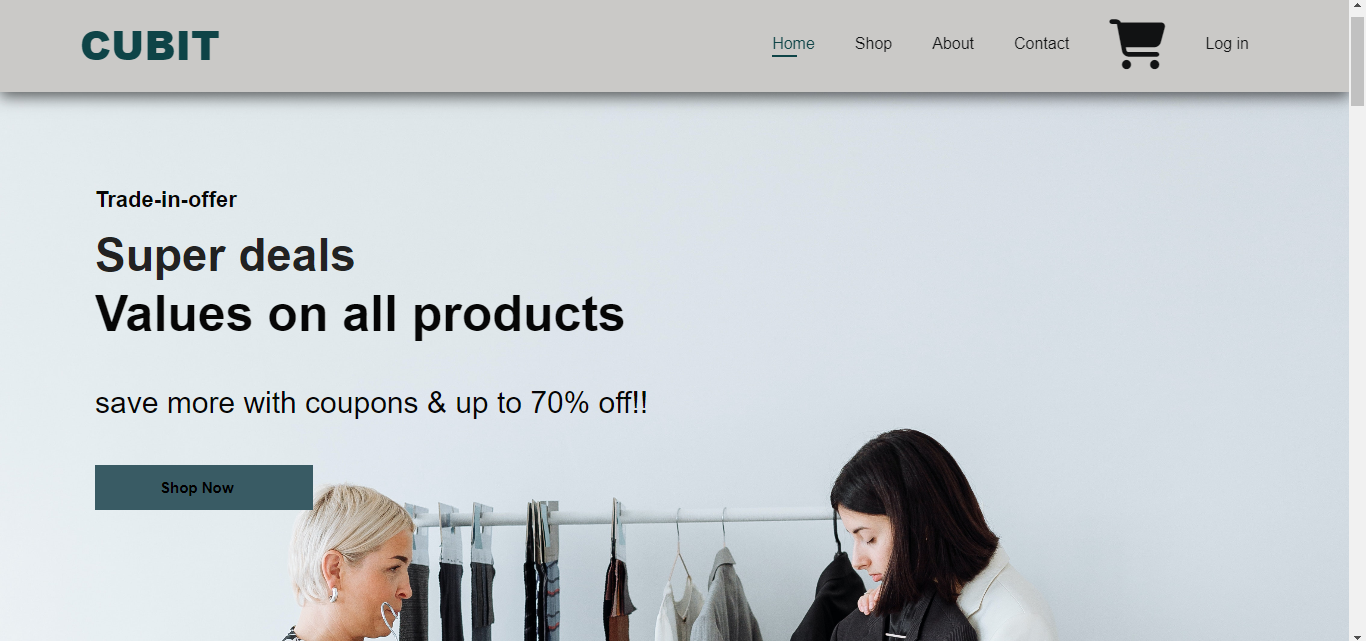 CUBIT
Home Shop About Contact Log in
Trade-in-offer
Super deals
Values on all products
save more with coupons & up to 70% off!!
Shop Now